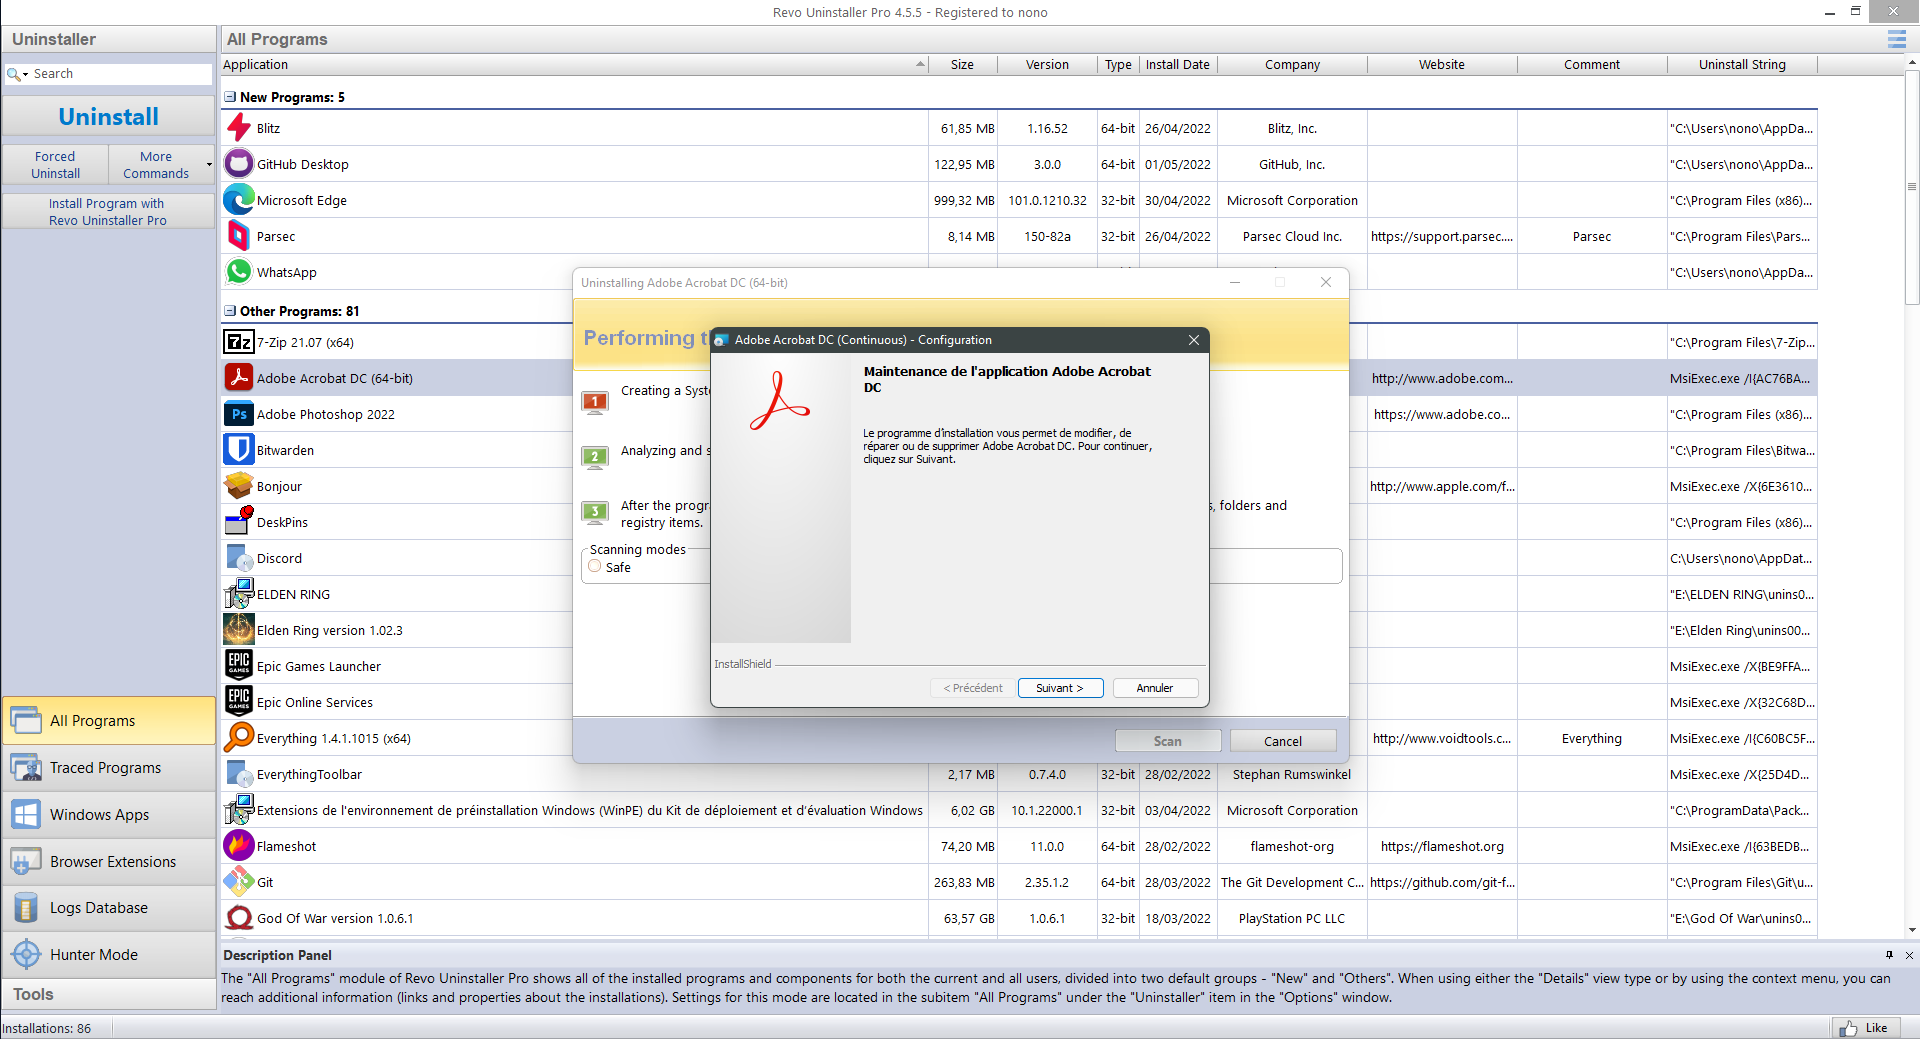 Revo Uninstaller Pro 4.5.5 - Registered to nono
Uninstaller
Search
Uninstall
Forced
Uninstall
More
Commands
Install Program with
Revo Uninstaller Pro
All Programs
Traced Programs
Windows Apps
Browser Extensions
Logs Database
Hunter Mode
Tools
All Programs
Application Size Version Type Install Date Company Website Comment Uninstall String
New Programs: 5
Blitz 61,85 MB 1.16.52 64-bit 26/04/2022 Blitz, Inc. "C:\Users\nono\AppDa...
GitHub Desktop 122,95 MB 3.0.0 64-bit 01/05/2022 GitHub, Inc. "C:\Users\nono\AppDa...
Microsoft Edge 999,32 MB 101.0.1210.32 32-bit 30/04/2022 Microsoft Corporation "C:\Program Files (x86)...
Parsec 8,14 MB 150-82a 32-bit 26/04/2022 Parsec Cloud Inc. https://support.parsec.... Parsec "C:\Program Files\Pars...
WhatsApp "C:\Users\nono\AppDa...
Other Programs: 81
7z 7-Zip 21.07 (x64) "C:\Program Files\7-Zip...
Adobe Acrobat DC (64-bit) http://www.adobe.com... MsiExec.exe /I{AC76BA...
Ps Adobe Photoshop 2022 https://www.adobe.co... "C:\Program Files (x86)...
Bitwarden "C:\Program Files\Bitwa...
Bonjour http://www.apple.com/f... MsiExec.exe /X{6E3610...
DeskPins "C:\Program Files (x86)...
Discord C:\Users\nono\AppDat...
ELDEN RING "E:\ELDEN RING\unins0...
Elden Ring version 1.02.3 "E:\Elden Ring\unins00...
EPIC GAMES Epic Games Launcher MsiExec.exe /X{BE9FFA...
EPIC GAMES Epic Online Services MsiExec.exe /X{32C68D...
Everything 1.4.1.1015 (x64) http://www.voidtools.c... Everything MsiExec.exe /I{C60BC5F...
EverythingToolbar 2,17 MB 0.7.4.0 32-bit 28/02/2022 Stephan Rumswinkel MsiExec.exe /X{25D4D...
Extensions de l'environnement de préinstallation Windows (WinPE) du Kit de déploiement et d'évaluation Windows 6,02 GB 10.1.22000.1 32-bit 03/04/2022 Microsoft Corporation "C:\ProgramData\Pack...
Flameshot 74,20 MB 11.0.0 64-bit 28/02/2022 flameshot-org https://flameshot.org MsiExec.exe /I{63BEDB...
Git 263,83 MB 2.35.1.2 64-bit 28/03/2022 The Git Development C... https://github.com/git-f... "C:\Program Files\Git\u...
God Of War version 1.0.6.1 63,57 GB 1.0.6.1 32-bit 18/03/2022 PlayStation PC LLC "E:\God Of War\unins0...
Uninstalling Adobe Acrobat DC (64-bit)
Performing t
1 Creating a Syst
2 Analyzing and s
3 After the progr s, folders and
registry items.
Scanning modes
Safe
Scan Cancel
Adobe Acrobat DC (Continuous) - Configuration
Maintenance de l'application Adobe Acrobat
DC
Le programme d'installation vous permet de modifier, de
réparer ou de supprimer Adobe Acrobat DC. Pour continuer,
cliquez sur Suivant.
InstallShield
< Précédent Suivant > Annuler
Description Panel
The "All Programs" module of Revo Uninstaller Pro shows all of the installed programs and components for both the current and all users, divided into two default groups - "New" and "Others". When using either the "Details" view type or by using the context menu, you can
reach additional information (links and properties about the installations). Settings for this mode are located in the subitem "All Programs" under the "Uninstaller" item in the "Options" window.
Installations: 86
Like